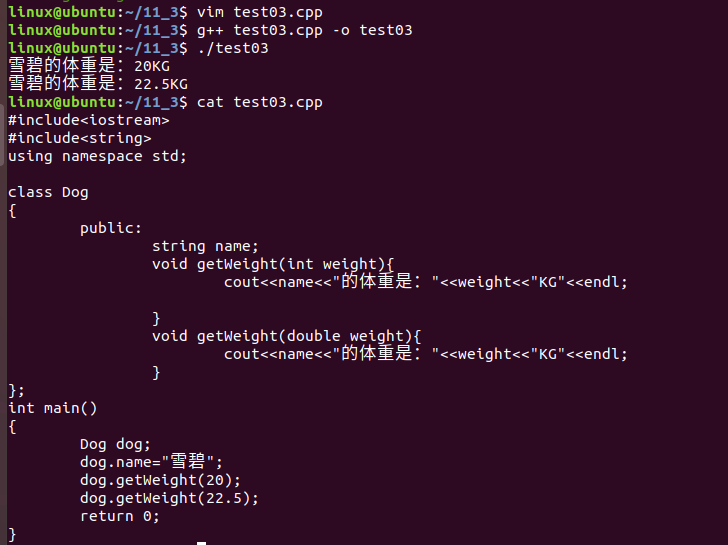 linux@ubuntu:~/11_3$ vim test03.cpp
linux@ubuntu:~/11_3$ g++ test03.cpp -o test03
linux@ubuntu:~/11_3$ ./test03
雪碧的体重是：20KG
雪碧的体重是：22.5KG
linux@ubuntu:~/11_3$ cat test03.cpp
#include<iostream>
#include<string>
using namespace std;

class Dog
{
        public:
                string name;
                void getWeight(int weight){
                        cout<<name<<"的体重是："<<weight<<"KG"<<endl;

                }
                void getWeight(double weight){
                        cout<<name<<"的体重是："<<weight<<"KG"<<endl;
                }
};
int main()
{
        Dog dog;
        dog.name="雪碧";
        dog.getWeight(20);
        dog.getWeight(22.5);
        return 0;
}